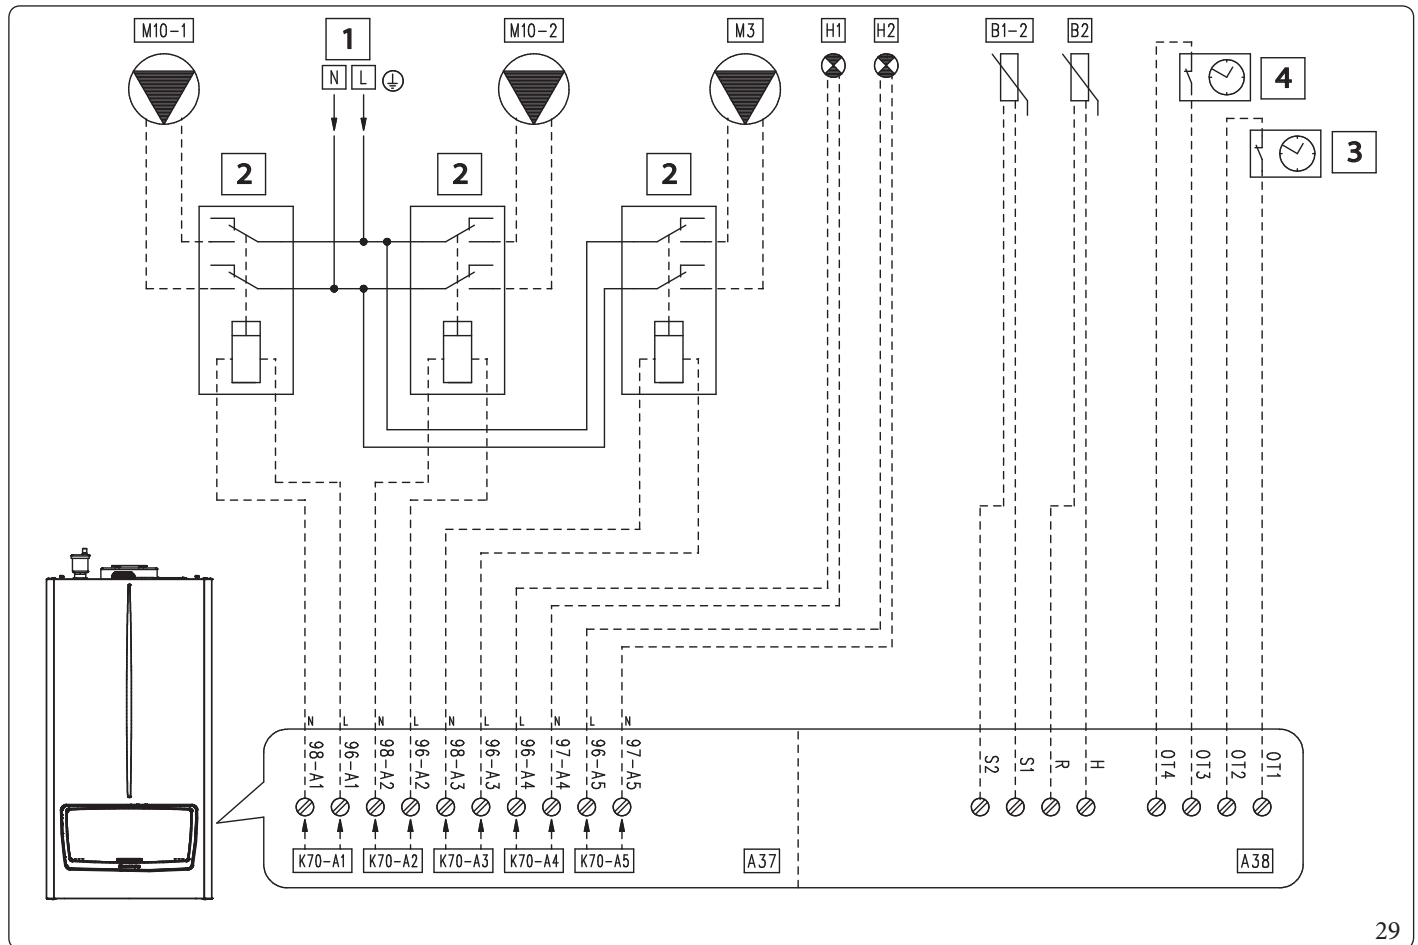 M10-1
1
M10-2
M3
H1
H2
B1-2
B2
N L
4
3
2
2
2
N L N L N L L N L N
98-A1
96-A1
98-A2
96-A2
98-A3
96-A3
96-A4
97-A4
96-A5
97-A5
S2
S1
R
H
OT4
OT3
OT2
OT1
K70-A1
K70-A2
K70-A3
K70-A4
K70-A5
A37
A38
29